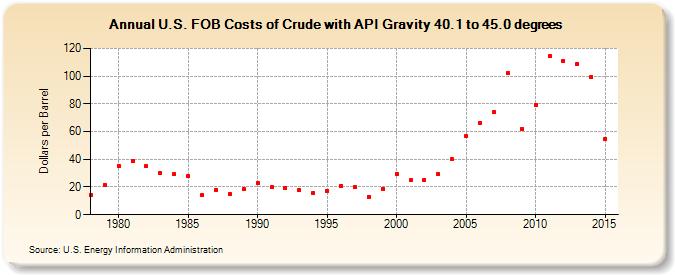 Annual U.S. FOB Costs of Crude with API Gravity 40.1 to 45.0 degrees
Dollars per Barrel
120
100
80
60
40
20
0
1980 1985 1990 1995 2000 2005 2010 2015
Source: U.S. Energy Information Administration